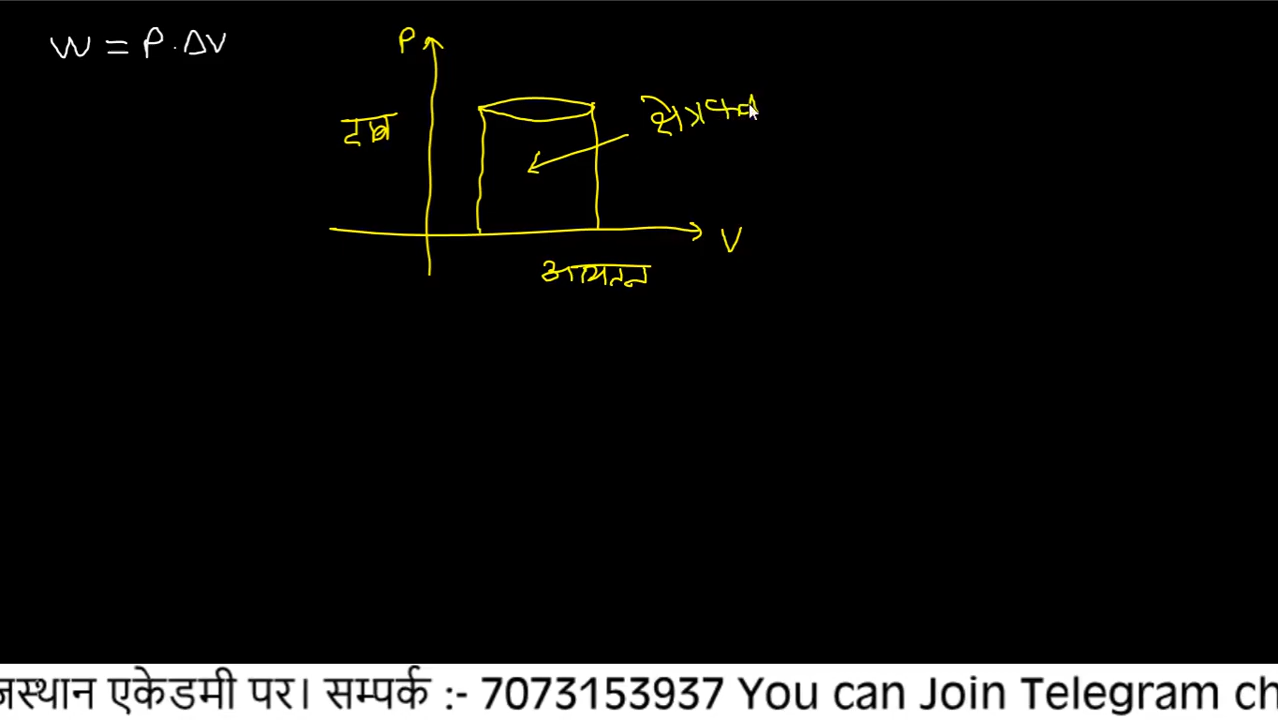 W = P.ΔV
P
दाब
क्षेत्रफल
V
आयतन
जस्थान एकेडमी पर। सम्पर्क :- 7073153937 You can Join Telegram ch